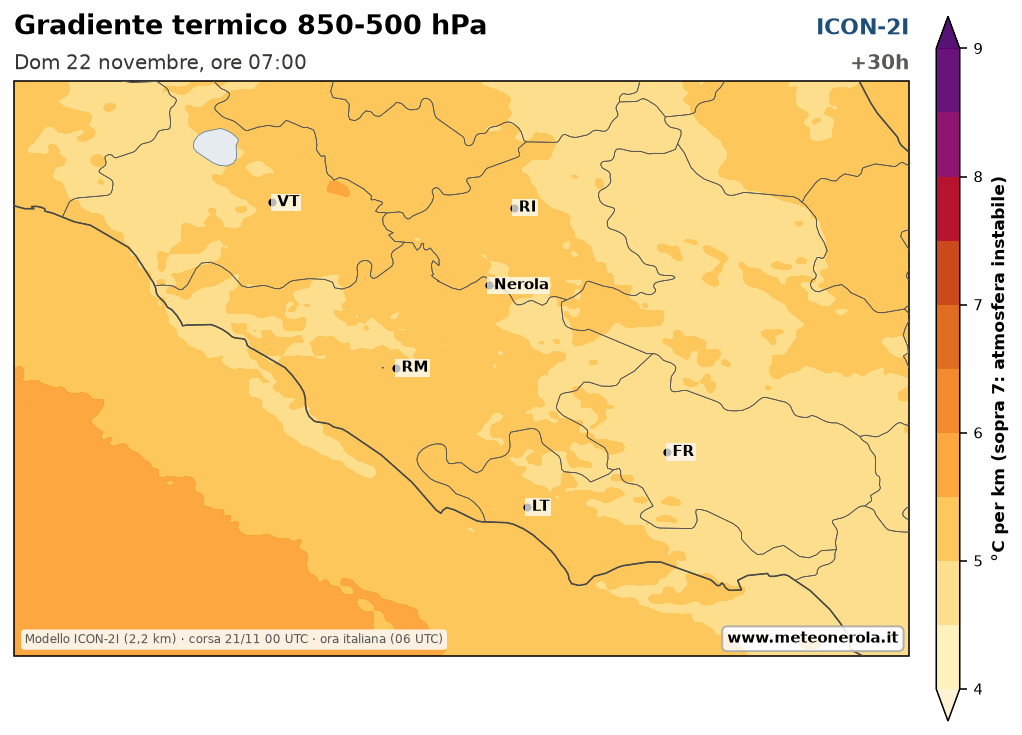 Gradiente termico 850-500 hPa
ICON-2I
Dom 22 novembre, ore 07:00
+30h
VT
RI
Nerola
RM
FR
LT
Modello ICON-2I (2,2 km) · corsa 21/11 00 UTC · ora italiana (06 UTC)
www.meteonerola.it
9
8
7
6
5
4
°C per km (sopra 7: atmosfera instabile)